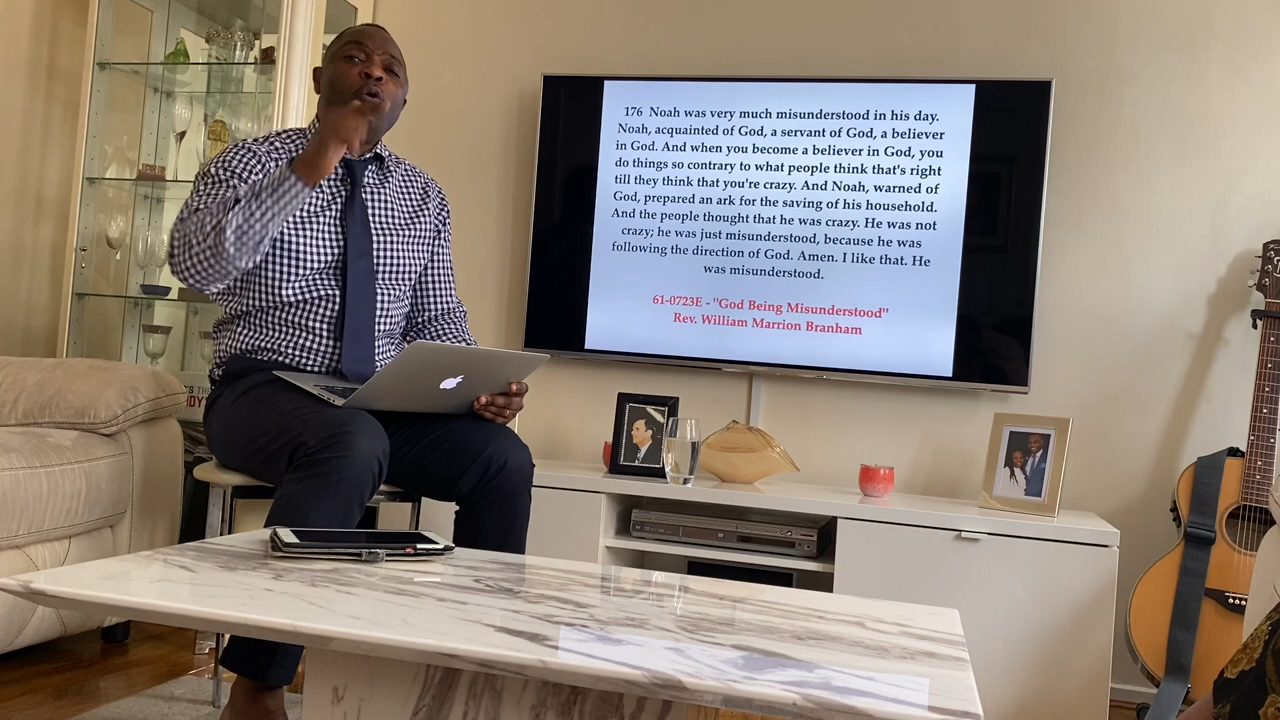 176 Noah was very much misunderstood in his day.
Noah, acquainted of God, a servant of God, a believer
in God. And when you become a believer in God, you
do things so contrary to what people think that's right
till they think that you're crazy. And Noah, warned of
God, prepared an ark for the saving of his household.
And the people thought that he was crazy. He was not
crazy; he was just misunderstood, because he was
following the direction of God. Amen. I like that. He
was misunderstood.
61-0723E - "God Being Misunderstood"
Rev. William Marrion Branham
JESUS